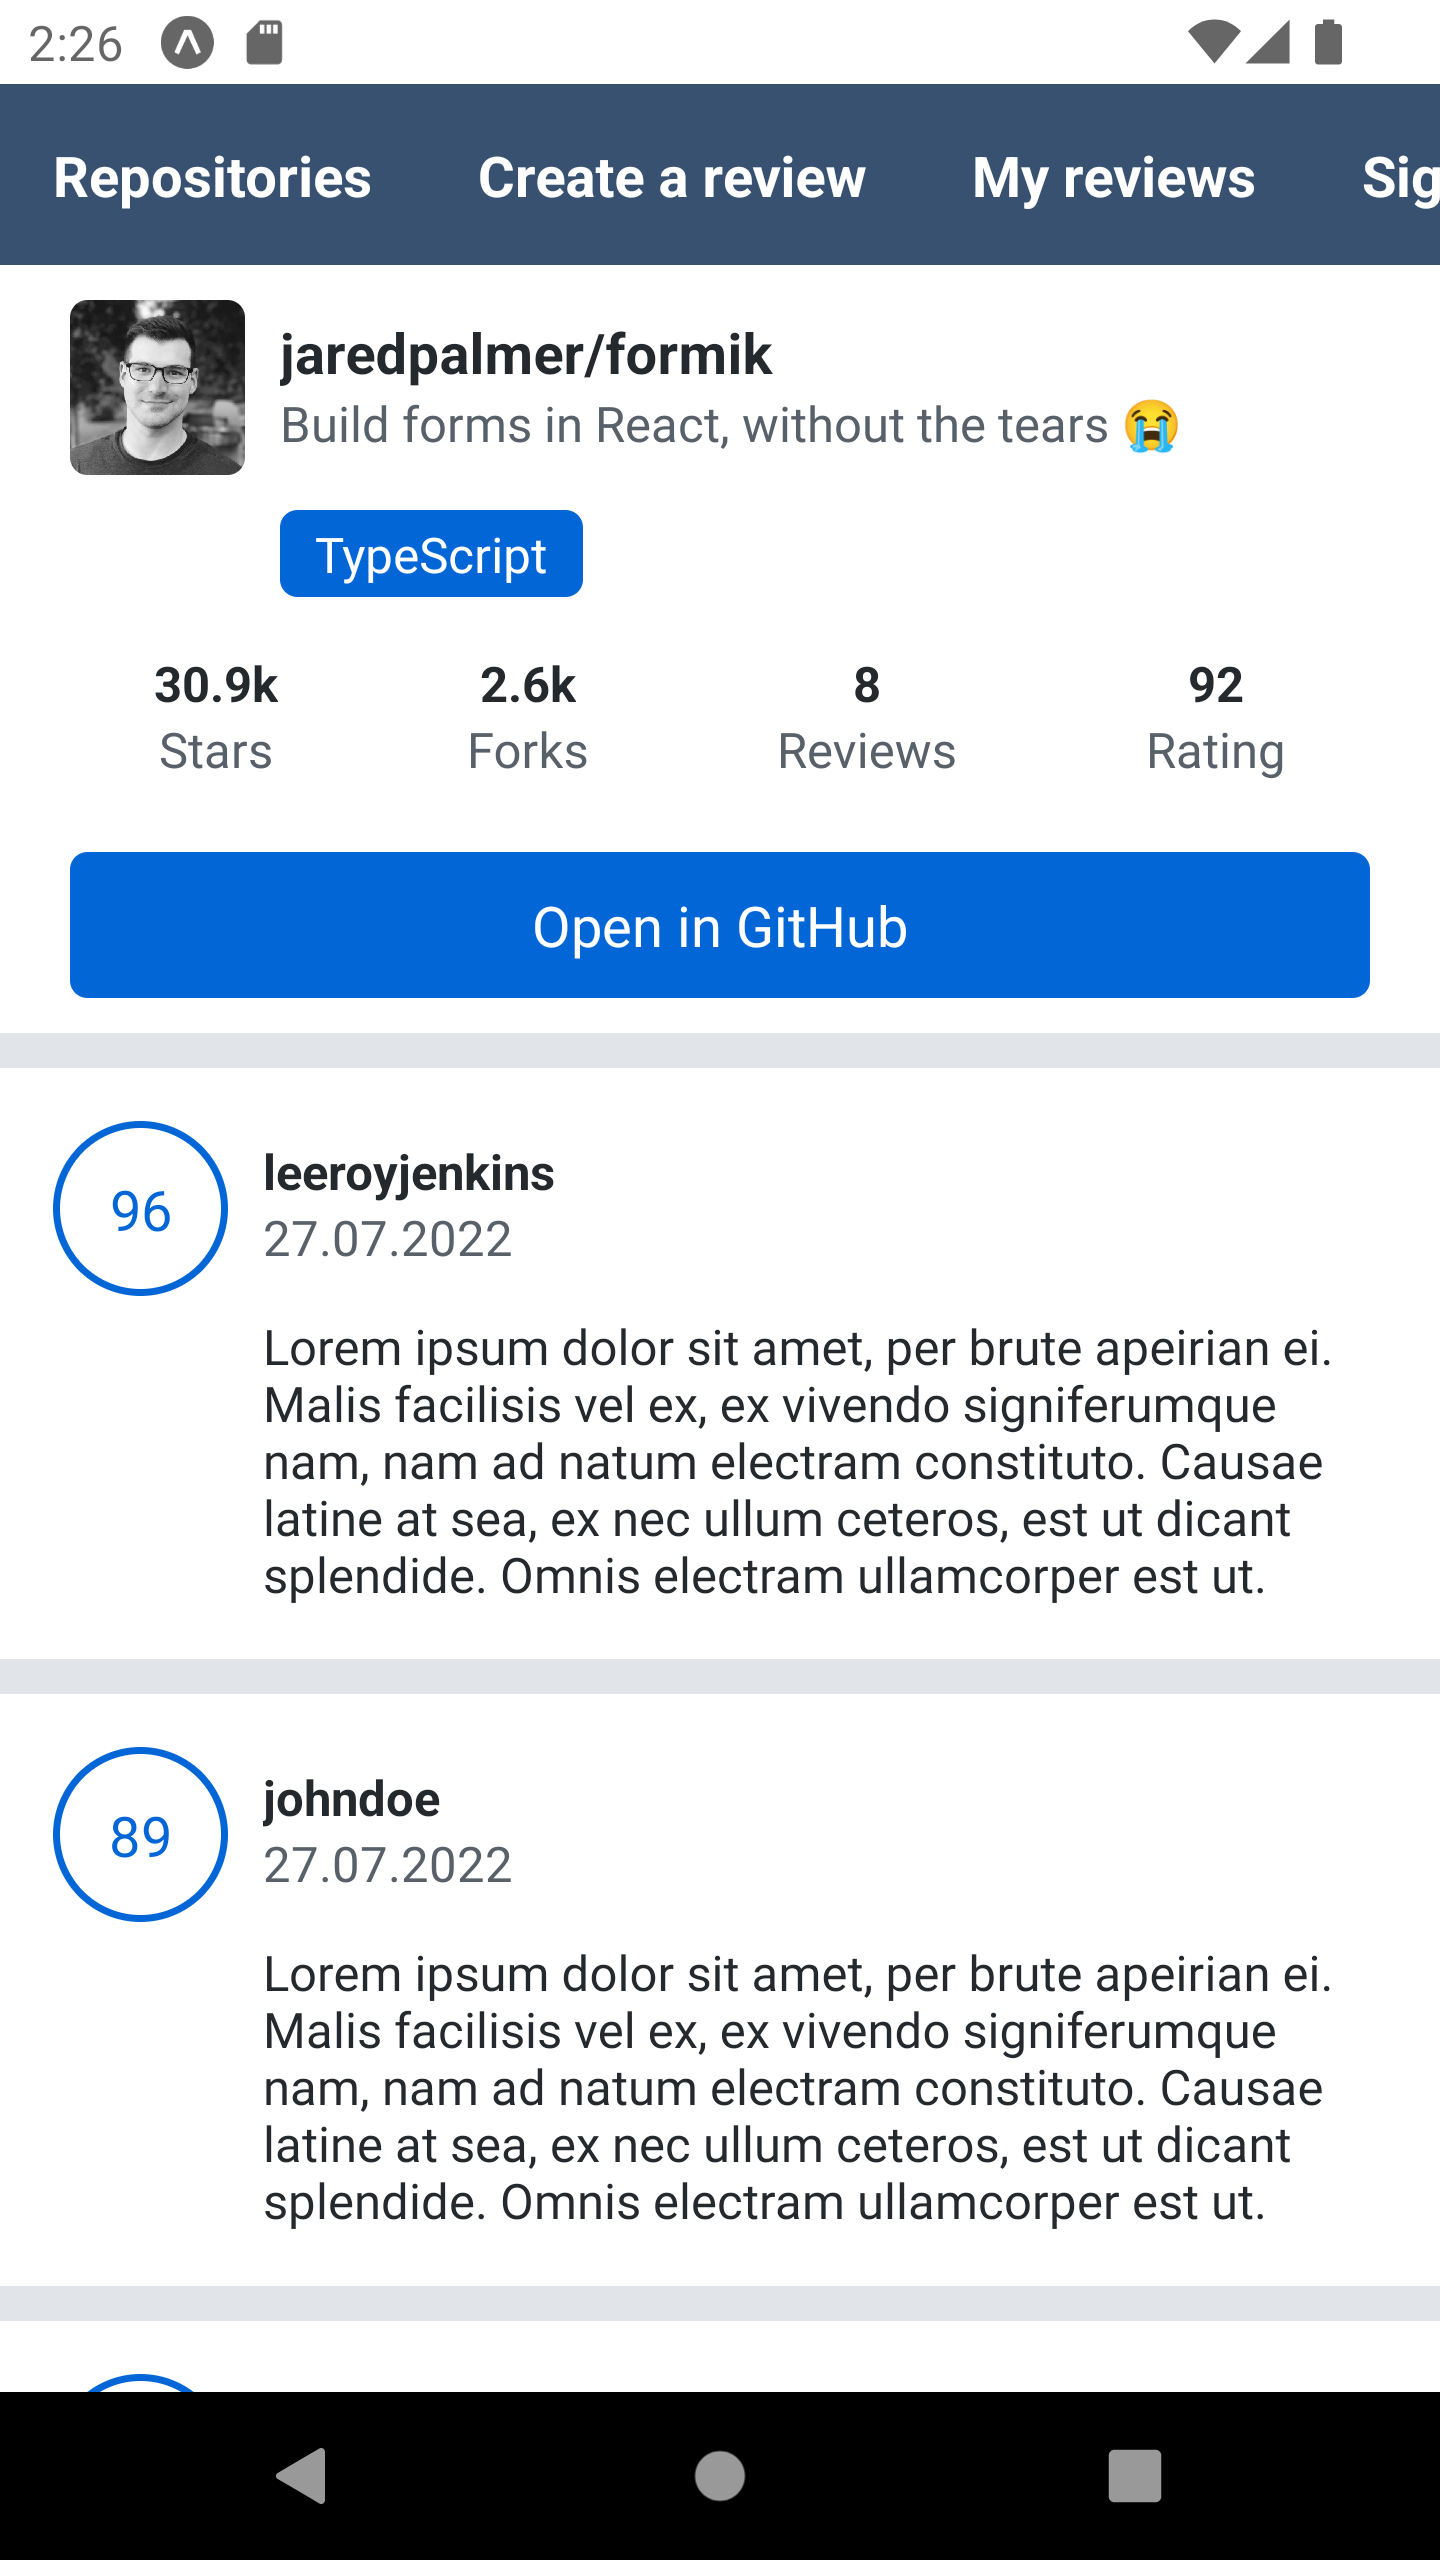 2:26
Repositories Create a review My reviews Sig
jaredpalmer/formik
Build forms in React, without the tears 😭
TypeScript
30.9k 2.6k 8 92
Stars Forks Reviews Rating
Open in GitHub
96
leeroyjenkins
27.07.2022
Lorem ipsum dolor sit amet, per brute apeirian ei.
Malis facilisis vel ex, ex vivendo signiferumque
nam, nam ad natum electram constituto. Causae
latine at sea, ex nec ullum ceteros, est ut dicant
splendide. Omnis electram ullamcorper est ut.
89
johndoe
27.07.2022
Lorem ipsum dolor sit amet, per brute apeirian ei.
Malis facilisis vel ex, ex vivendo signiferumque
nam, nam ad natum electram constituto. Causae
latine at sea, ex nec ullum ceteros, est ut dicant
splendide. Omnis electram ullamcorper est ut.